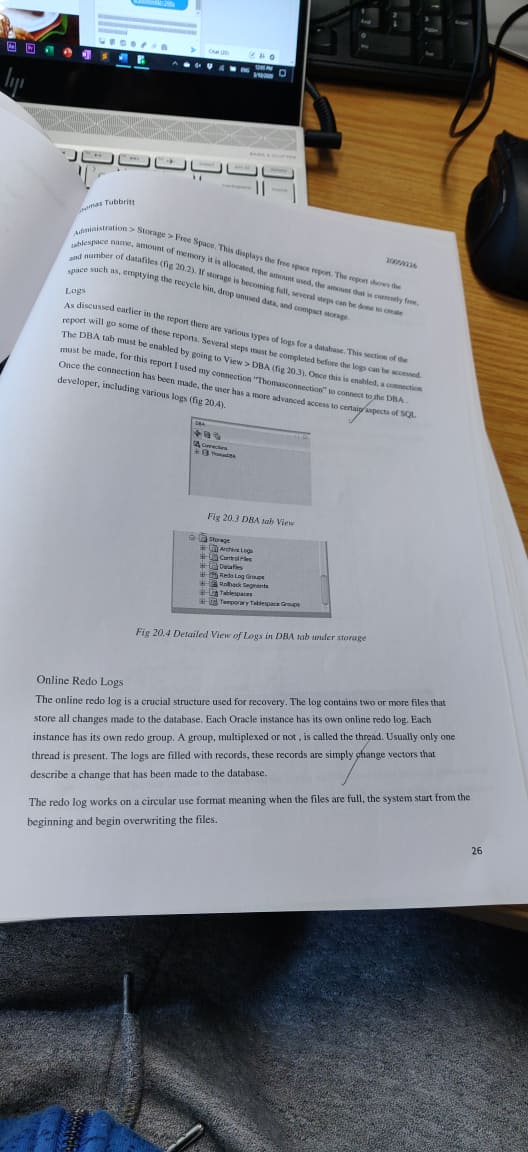 Chat (20)
ENG
12:05 PM
hp
Thomas Tubbritt
20059226
Administration > Storage > Free Space. This displays the free space report. The report shows the
tablespace name, amount of memory it is allocated, the amount used, the amount that is currently free,
and number of datafiles (fig 20.2). If storage is becoming full, several steps can be done to create
space such as, emptying the recycle bin, drop unused data, and compact storage.
Logs
As discussed earlier in the report there are various types of logs for a database. This section of the
report will go some of these reports. Several steps must be completed before the logs can be accessed.
The DBA tab must be enabled by going to View > DBA (fig 20.3). Once this is enabled, a connection
must be made, for this report I used my connection "Thomasconnection" to connect to the DBA .
Once the connection has been made, the user has a more advanced access to certain aspects of SQL
developer, including various logs (fig 20.4).
DBA
Connections
Fig 20.3 DBA tab View
Storage
Archive Logs
Control Files
Datafiles
Redo Log Groups
Rollback Segments
Tablespaces
Temporary Tablespace Groups
Fig 20.4 Detailed View of Logs in DBA tab under storage
Online Redo Logs
The online redo log is a crucial structure used for recovery. The log contains two or more files that
store all changes made to the database. Each Oracle instance has its own online redo log. Each
instance has its own redo group. A group, multiplexed or not , is called the thread. Usually only one
thread is present. The logs are filled with records, these records are simply change vectors that
describe a change that has been made to the database.
The redo log works on a circular use format meaning when the files are full, the system start from the
beginning and begin overwriting the files.
26